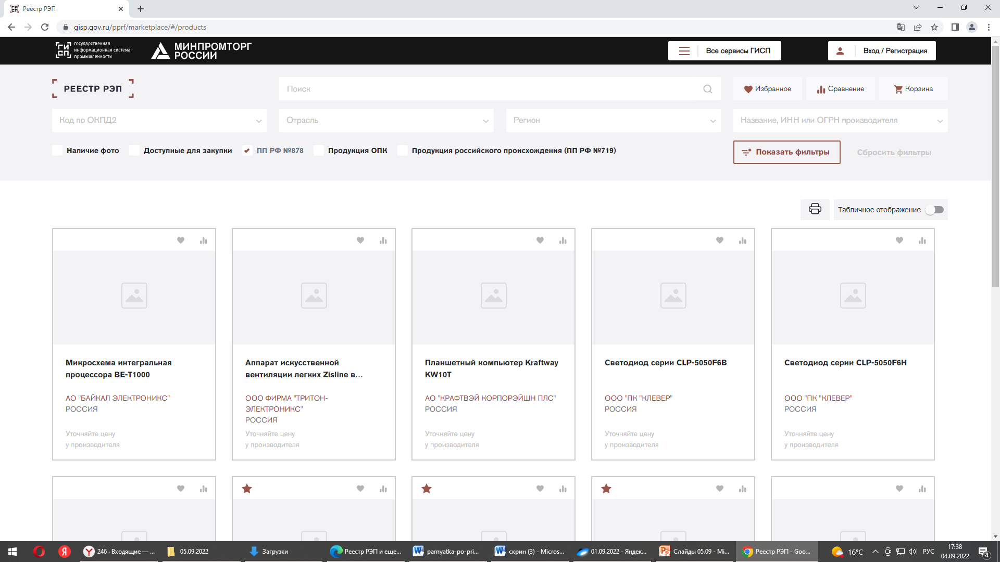 Реестр РЭП
gisp.gov.ru/pprf/marketplace/#/products
ГИСП
государственная
информационная система
промышленности
МИНПРОМТОРГ
РОССИИ
Все сервисы ГИСП
Вход / Регистрация
РЕЕСТР РЭП
Поиск
Избранное
Сравнение
Корзина
Код по ОКПД2
Отрасль
Регион
Название, ИНН или ОГРН производителя
Наличие фото
Доступные для закупки
ПП РФ №878
Продукция ОПК
Продукция российского происхождения (ПП РФ №719)
Показать фильтры
Сбросить фильтры
Табличное отображение
Микросхема интегральная
процессора BE-T1000
АО "БАЙКАЛ ЭЛЕКТРОНИКС"
РОССИЯ
Уточняйте цену
у производителя
Аппарат искусственной
вентиляции легких Zisline в...
ООО ФИРМА "ТРИТОН-
ЭЛЕКТРОНИКС"
РОССИЯ
Уточняйте цену
у производителя
Планшетный компьютер Kraftway
KW10T
АО "КРАФТВЭЙ КОРПОРЭЙШН ПЛС"
РОССИЯ
Уточняйте цену
у производителя
Светодиод серии CLP-5050F6B
ООО "ПК "КЛЕВЕР"
РОССИЯ
Уточняйте цену
у производителя
Светодиод серии CLP-5050F6H
ООО "ПК "КЛЕВЕР"
РОССИЯ
Уточняйте цену
у производителя
246 · Входящие — ...
05.09.2022
Загрузки
Реестр РЭП и еще...
pamyatka-po-pri...
скрин (3) - Micros...
01.09.2022 - Яндек...
Слайды 05.09 - Mi...
Реестр РЭП - Goo...
16°C
РУС
17:38
04.09.2022
4